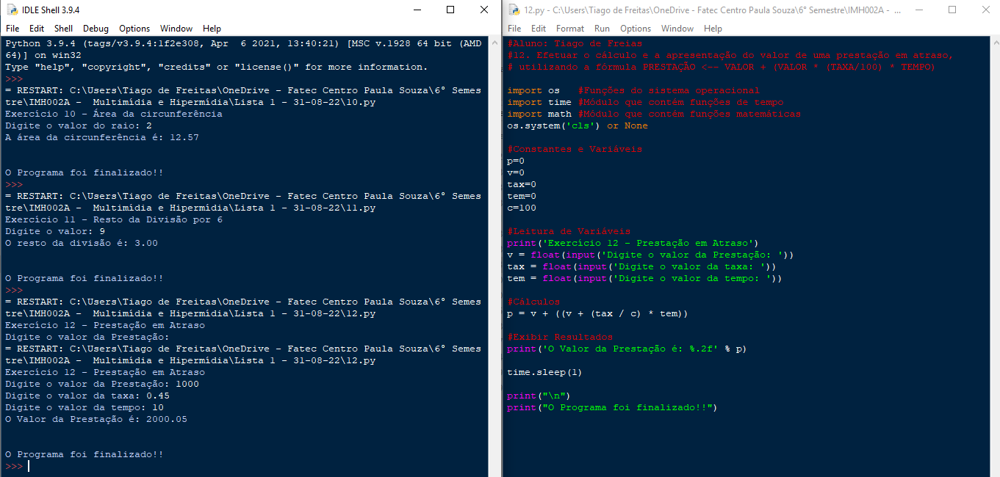 IDLE Shell 3.9.4
File Edit Shell Debug Options Window Help
Python 3.9.4 (tags/v3.9.4:1f2e308, Apr  6 2021, 13:40:21) [MSC v.1928 64 bit (AMD
64)] on win32
Type "help", "copyright", "credits" or "license()" for more information.
>>>
= RESTART: C:\Users\Tiago de Freitas\OneDrive - Fatec Centro Paula Souza\6° Semes
tre\IMH002A -  Multimídia e Hipermídia\Lista 1 - 31-08-22\10.py
Exercício 10 - Área da circunferência
Digite o valor do raio: 2
A área da circunferência é: 12.57
O Programa foi finalizado!!
>>>
= RESTART: C:\Users\Tiago de Freitas\OneDrive - Fatec Centro Paula Souza\6° Semes
tre\IMH002A -  Multimídia e Hipermídia\Lista 1 - 31-08-22\11.py
Exercício 11 - Resto da Divisão por 6
Digite o valor: 9
O resto da divisão é: 3.00
O Programa foi finalizado!!
>>>
= RESTART: C:\Users\Tiago de Freitas\OneDrive - Fatec Centro Paula Souza\6° Semes
tre\IMH002A -  Multimídia e Hipermídia\Lista 1 - 31-08-22\12.py
Exercício 12 - Prestação em Atraso
Digite o valor da Prestação:
= RESTART: C:\Users\Tiago de Freitas\OneDrive - Fatec Centro Paula Souza\6° Semes
tre\IMH002A -  Multimídia e Hipermídia\Lista 1 - 31-08-22\12.py
Exercício 12 - Prestação em Atraso
Digite o valor da Prestação: 1000
Digite o valor da taxa: 0.45
Digite o valor da tempo: 10
O Valor da Prestação é: 2000.05
O Programa foi finalizado!!
>>>
12.py - C:\Users\Tiago de Freitas\OneDrive - Fatec Centro Paula Souza\6° Semestre\IMH002A - ...
File Edit Format Run Options Window Help
#Aluno: Tiago de Freias
#12. Efetuar o cálculo e a apresentação do valor de uma prestação em atraso,
# utilizando a fórmula PRESTAÇÃO <-- VALOR + (VALOR * (TAXA/100) * TEMPO)
import os   #Funções do sistema operacional
import time #Módulo que contém funções de tempo
import math #Módulo que contém funções matemáticas
os.system('cls') or None
#Constantes e Variáveis
p=0
v=0
tax=0
tem=0
c=100
#Leitura de Variáveis
print('Exercício 12 - Prestação em Atraso')
v = float(input('Digite o valor da Prestação: '))
tax = float(input('Digite o valor da taxa: '))
tem = float(input('Digite o valor da tempo: '))
#Cálculos
p = v + ((v + (tax / c) * tem))
#Exibir Resultados
print('O Valor da Prestação é: %.2f' % p)
time.sleep(1)
print("\n")
print("O Programa foi finalizado!!")